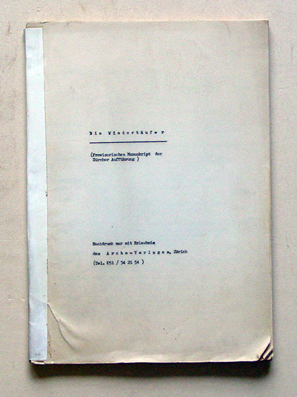 Die Wiedertäufer
(Provisorisches Manuskript der
Zürcher Aufführung )
Nachdruck nur mit Erlaubnis
des Arche-Verlages, Zürich
(Tel. 051 / 34 21 54 )